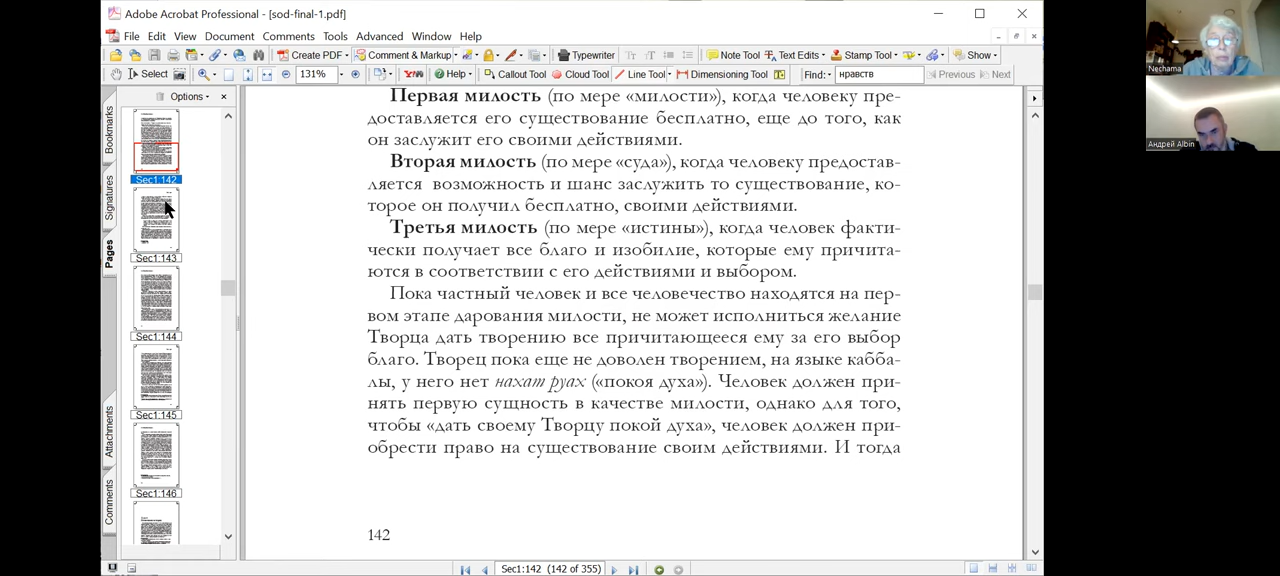 Adobe Acrobat Professional - [sod-final-1.pdf]
File Edit View Document Comments Tools Advanced Window Help
Create PDF Comment & Markup Typewriter Note Tool Text Edits Stamp Tool Show
Select 131% Help Callout Tool Cloud Tool Line Tool Dimensioning Tool Find: нравств Previous Next
Options
Bookmarks
Signatures
Pages
Attachments
Comments
Sec1:142
Sec1:143
Sec1:144
Sec1:145
Sec1:146
Первая милость (по мере «милости»), когда человеку пре-
доставляется его существование бесплатно, еще до того, как
он заслужит его своими действиями.
Вторая милость (по мере «суда»), когда человеку предостав-
ляется возможность и шанс заслужить то существование, ко-
торое он получил бесплатно, своими действиями.
Третья милость (по мере «истины»), когда человек факти-
чески получает все благо и изобилие, которые ему причита-
ются в соответствии с его действиями и выбором.
Пока частный человек и все человечество находятся на пер-
вом этапе дарования милости, не может исполниться желание
Творца дать творению все причитающееся ему за его выбор
благо. Творец пока еще не доволен творением, на языке кабба-
лы, у него нет нахат руах («покоя духа»). Человек должен при-
нять первую сущность в качестве милости, однако для того,
чтобы «дать своему Творцу покой духа», человек должен при-
обрести право на существование своим действиями. И тогда
142
Sec1:142 (142 of 355)
Nechama
Андрей Albin